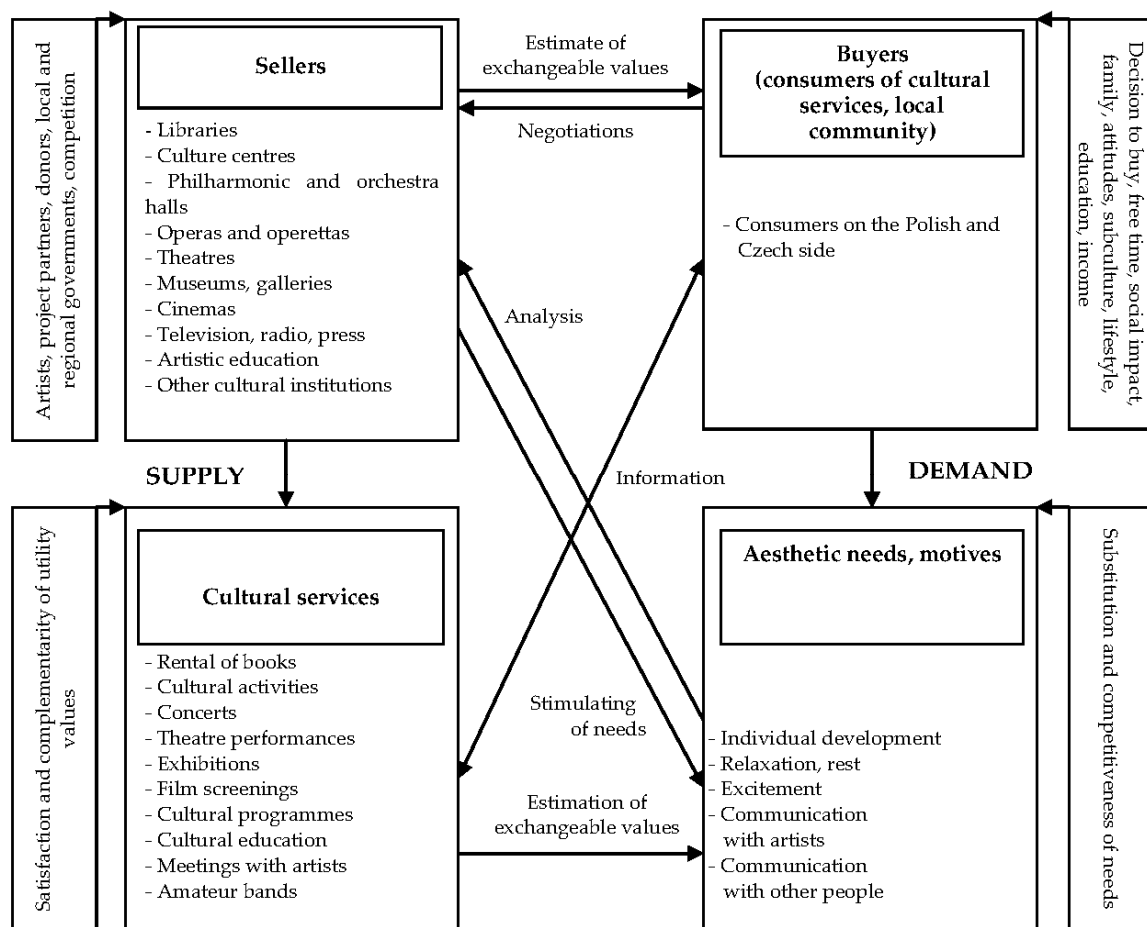 Artists, project partners, donors, local and
regional governments, competition
Sellers
- Libraries
- Culture centres
- Philharmonic and orchestra
halls
- Operas and operettas
- Theatres
- Museums, galleries
- Cinemas
- Television, radio, press
- Artistic education
- Other cultural institutions
Estimate of
exchangeable values
Negotiations
Buyers
(consumers of cultural
services, local
community)
- Consumers on the Polish and
Czech side
Decision to buy, free time, social impact,
family, attitudes, subculture, lifestyle,
education, income
Analysis
Information
SUPPLY
DEMAND
Satisfaction and complementarity of utility
values
Cultural services
- Rental of books
- Cultural activities
- Concerts
- Theatre performances
- Exhibitions
- Film screenings
- Cultural programmes
- Cultural education
- Meetings with artists
- Amateur bands
Stimulating
of needs
Estimation of
exchangeable values
Aesthetic needs, motives
- Individual development
- Relaxation, rest
- Excitement
- Communication
with artists
- Communication
with other people
Substitution and competitiveness of needs